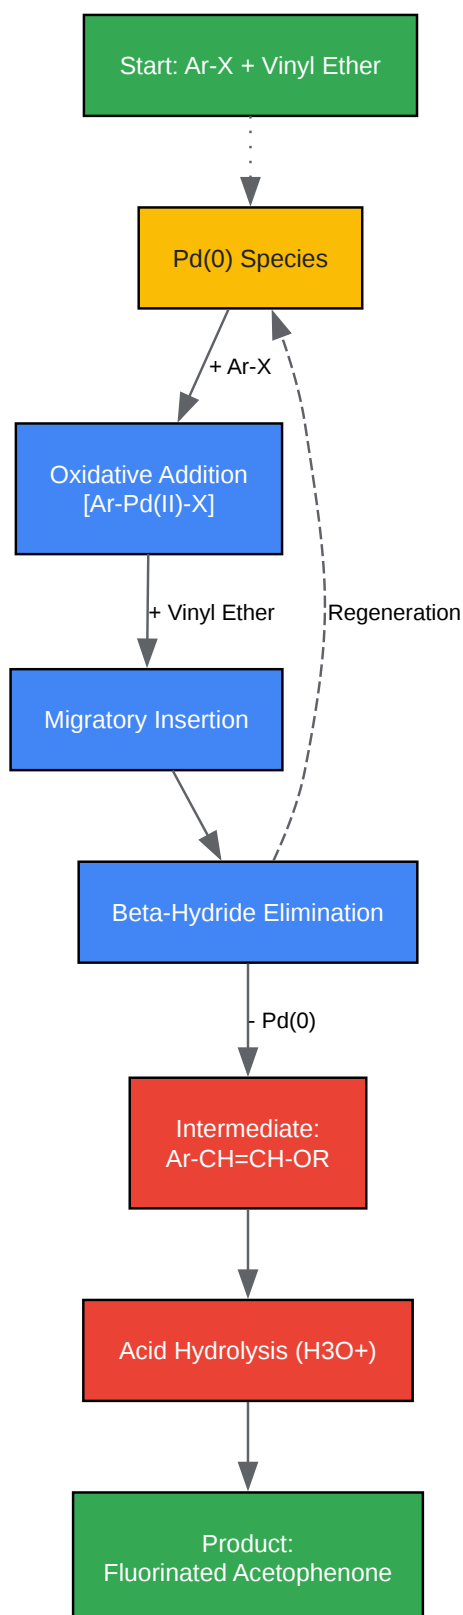 Start: Ar-X + Vinyl Ether
Pd(0) Species
+ Ar-X
Oxidative Addition
[Ar-Pd(II)-X]
+ Vinyl Ether
Regeneration
Migratory Insertion
Beta-Hydride Elimination
- Pd(0)
Intermediate:
Ar-CH=CH-OR
Acid Hydrolysis (H3O+)
Product:
Fluorinated Acetophenone